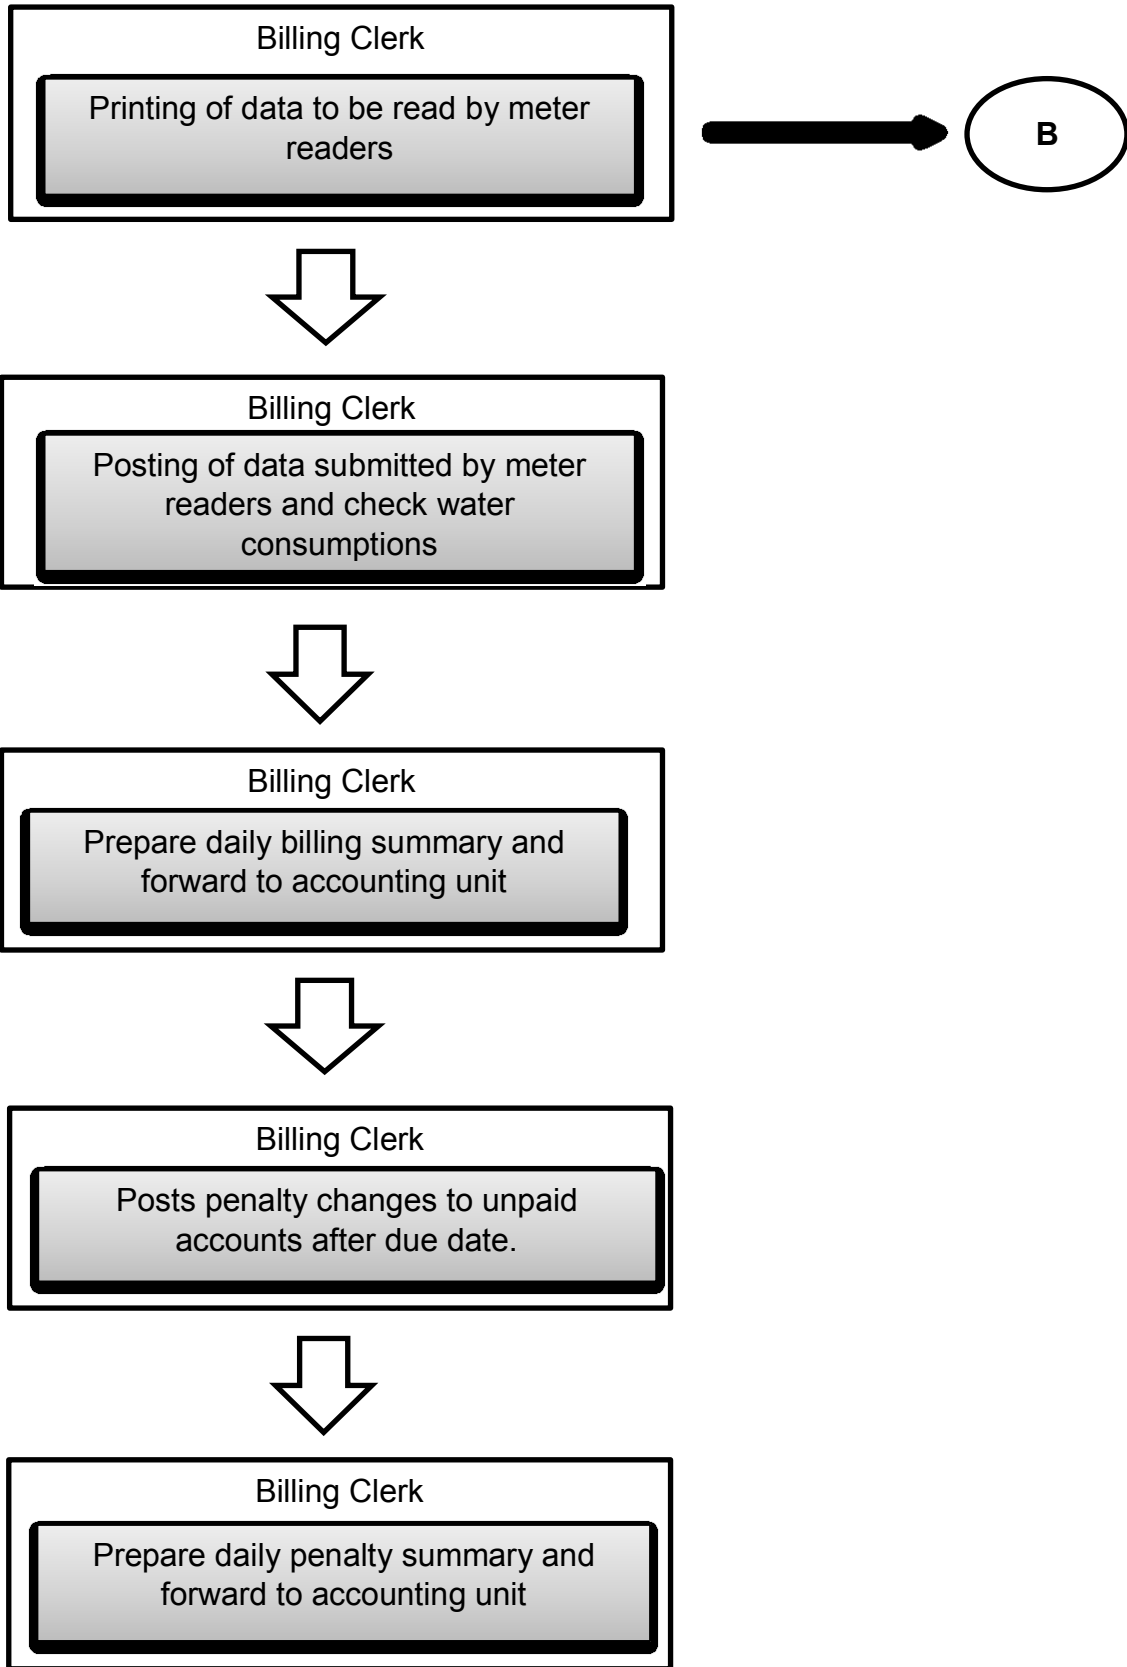 Billing Clerk
Printing of data to be read by meter
readers
B
Billing Clerk
Posting of data submitted by meter
readers and check water
consumptions
Billing Clerk
Prepare daily billing summary and
forward to accounting unit
Billing Clerk
Posts penalty changes to unpaid
accounts after due date.
Billing Clerk
Prepare daily penalty summary and
forward to accounting unit